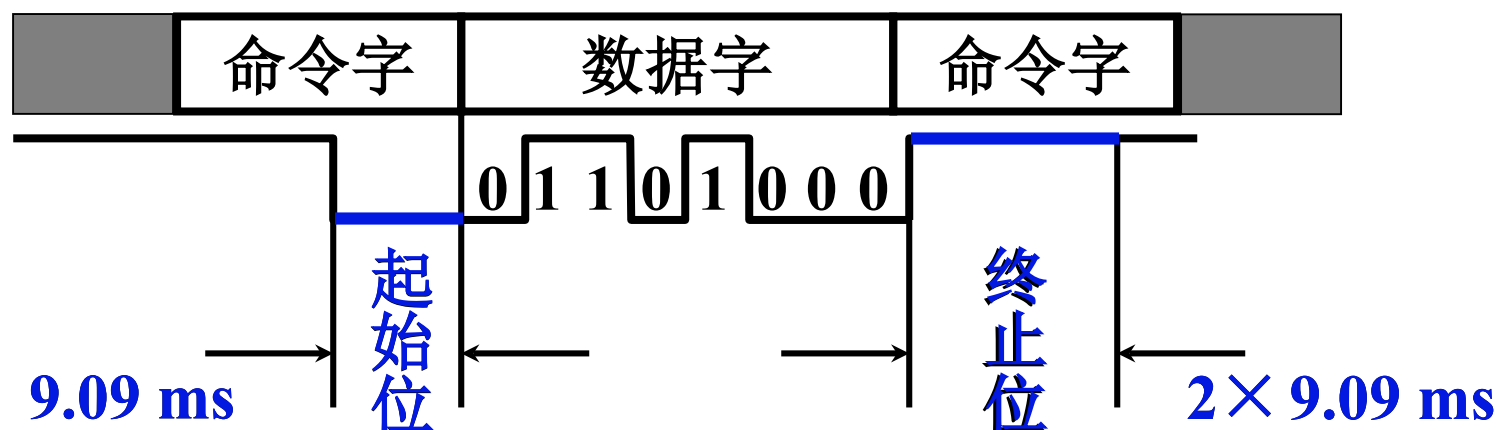 命令字 数据字 命令字
0 1 1 0 1 0 0 0
起始位
终止位
9.09 ms
2× 9.09 ms